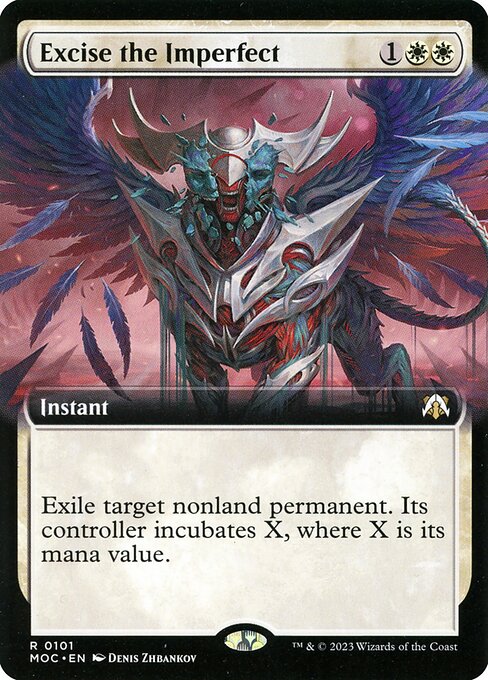 Excise the Imperfect 1
Instant
Exile target nonland permanent. Its
controller incubates X, where X is its
mana value.
R 0101
MOC • EN Denis Zhbankov
™ & © 2023 Wizards of the Coast